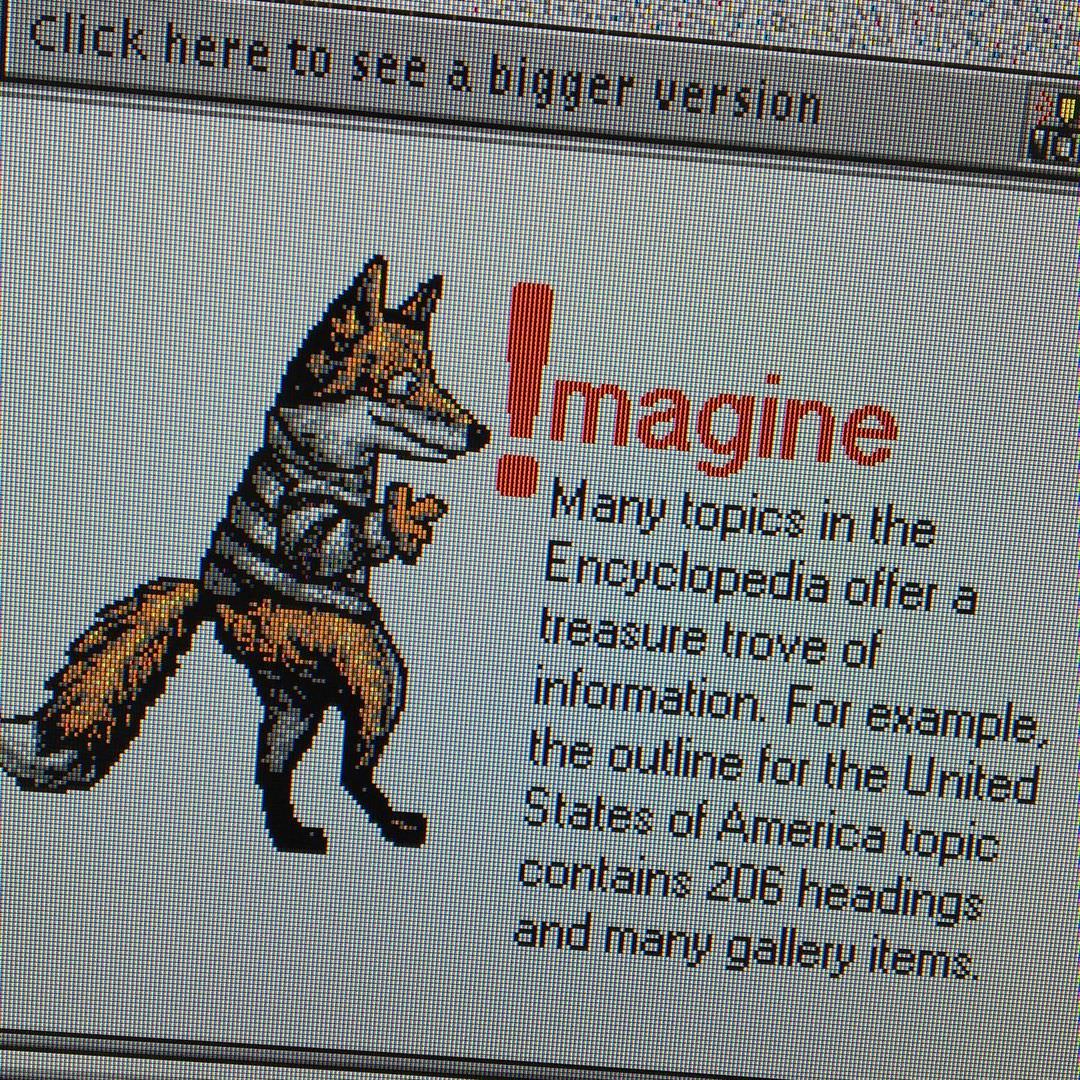 Click here to see a bigger version
!magine
Many topics in the
Encyclopedia offer a
treasure trove of
information. For example,
the outline for the United
States of America topic
contains 206 headings
and many gallery items.